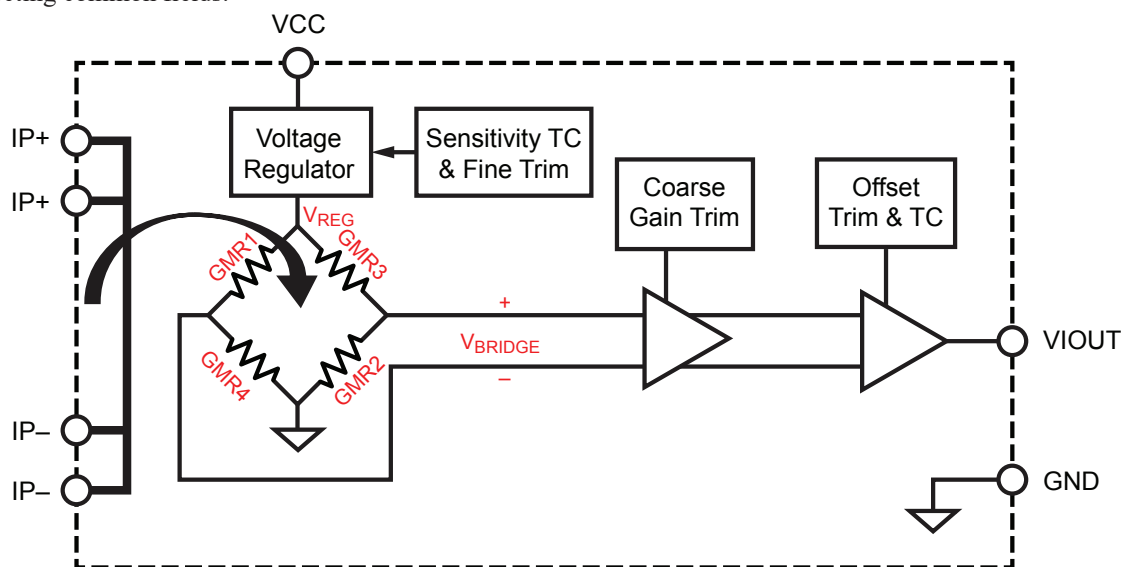 VCC
IP+
Voltage
Regulator
Sensitivity TC
& Fine Trim
IP+
Coarse
Gain Trim
Offset
Trim & TC
VREG
GMR1
GMR3
+
VBRIDGE
–
VIOUT
GMR4
GMR2
IP–
IP–
GND